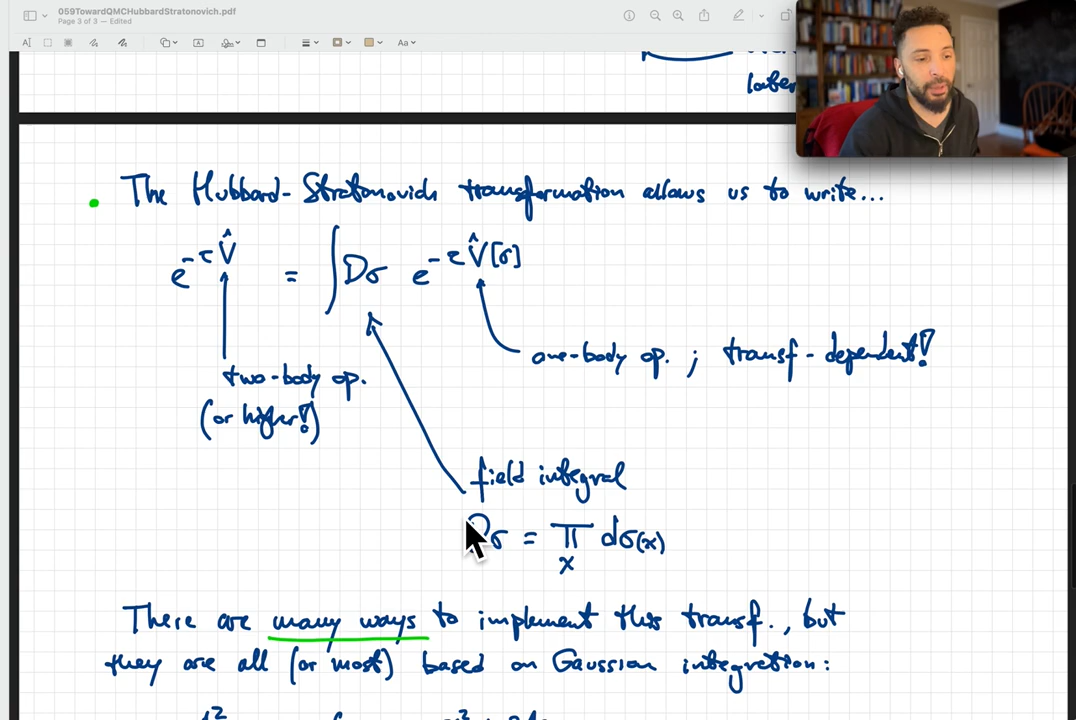 059TowardQMCHubbardStratonovich.pdf
Page 3 of 3 — Edited
later
The Hubbard-Stratonovich transformation allows us to write...
e^{-τV̂} = ∫Dσ e^{-τV̂[σ]}
one-body op. ; transf-dependent!
two-body op.
(or higher!)
field integral
Dσ = ∏_x dσ(x)
There are many ways to implement this transf., but
they are all (or most) based on Gaussian integration: